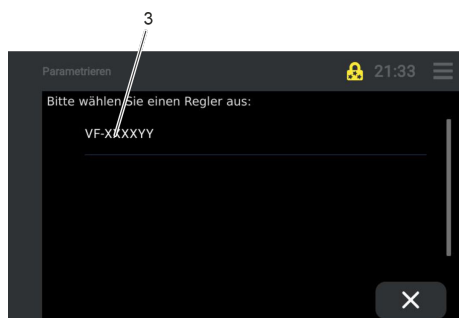 3
Parametrieren 21:33
Bitte wählen Sie einen Regler aus:
VF-XXXXYY